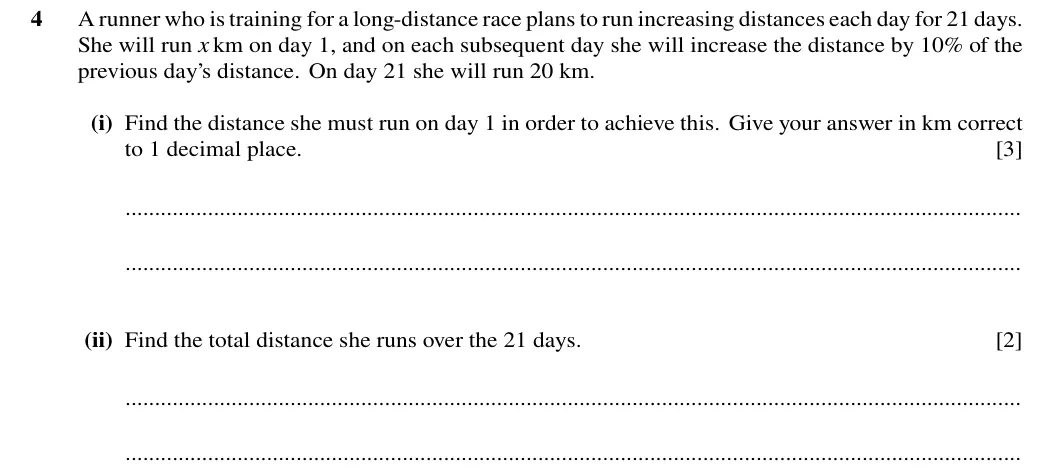 4 A runner who is training for a long-distance race plans to run increasing distances each day for 21 days.
She will run x km on day 1, and on each subsequent day she will increase the distance by 10% of the
previous day's distance. On day 21 she will run 20 km.
(i) Find the distance she must run on day 1 in order to achieve this. Give your answer in km correct
to 1 decimal place. [3]
(ii) Find the total distance she runs over the 21 days. [2]